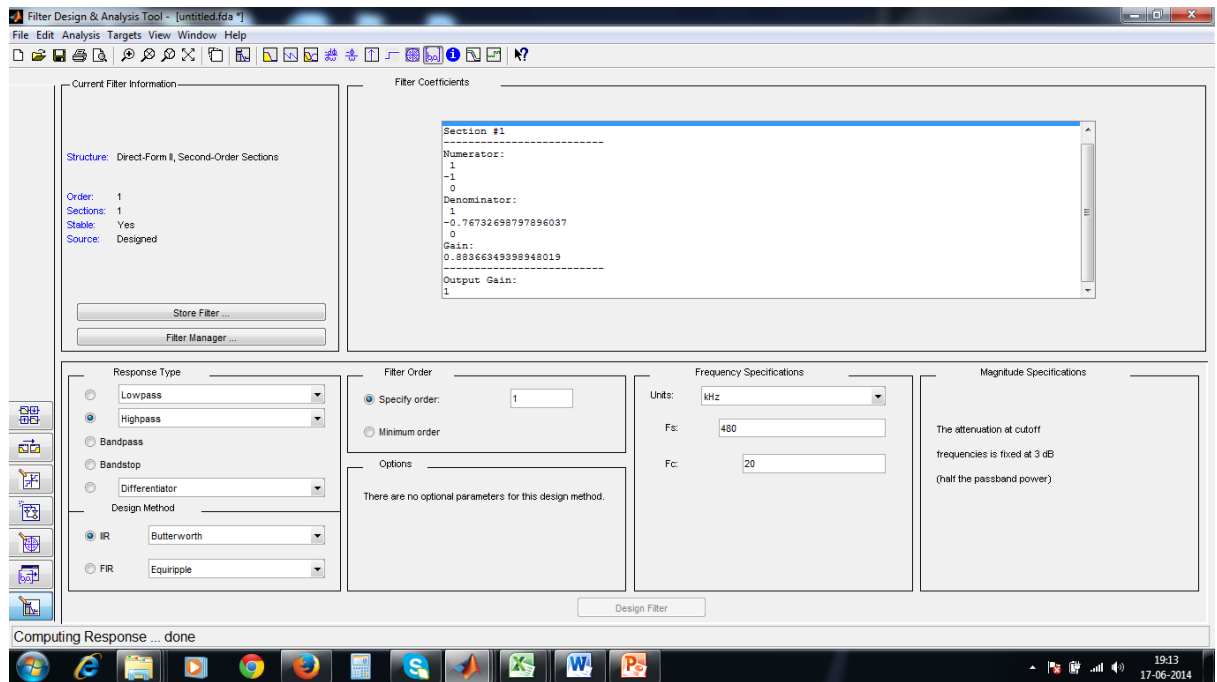 Filter Design & Analysis Tool - [untitled.fda *]
File Edit Analysis Targets View Window Help
Current Filter Information
Structure: Direct-Form II, Second-Order Sections
Order: 1
Sections: 1
Stable: Yes
Source: Designed
Store Filter ...
Filter Manager ...
Filter Coefficients
Section #1
--------------------------
Numerator:
1
-1
0
Denominator:
1
-0.76732698797896037
0
Gain:
0.88366349398948019
--------------------------
Output Gain:
1
Response Type
Lowpass
Highpass
Bandpass
Bandstop
Differentiator
Design Method
IIR Butterworth
FIR Equiripple
Filter Order
Specify order: 1
Minimum order
Options
There are no optional parameters for this design method.
Frequency Specifications
Units: kHz
Fs: 480
Fc: 20
Magnitude Specifications
The attenuation at cutoff
frequencies is fixed at 3 dB
(half the passband power)
Design Filter
Computing Response ... done
19:13
17-06-2014